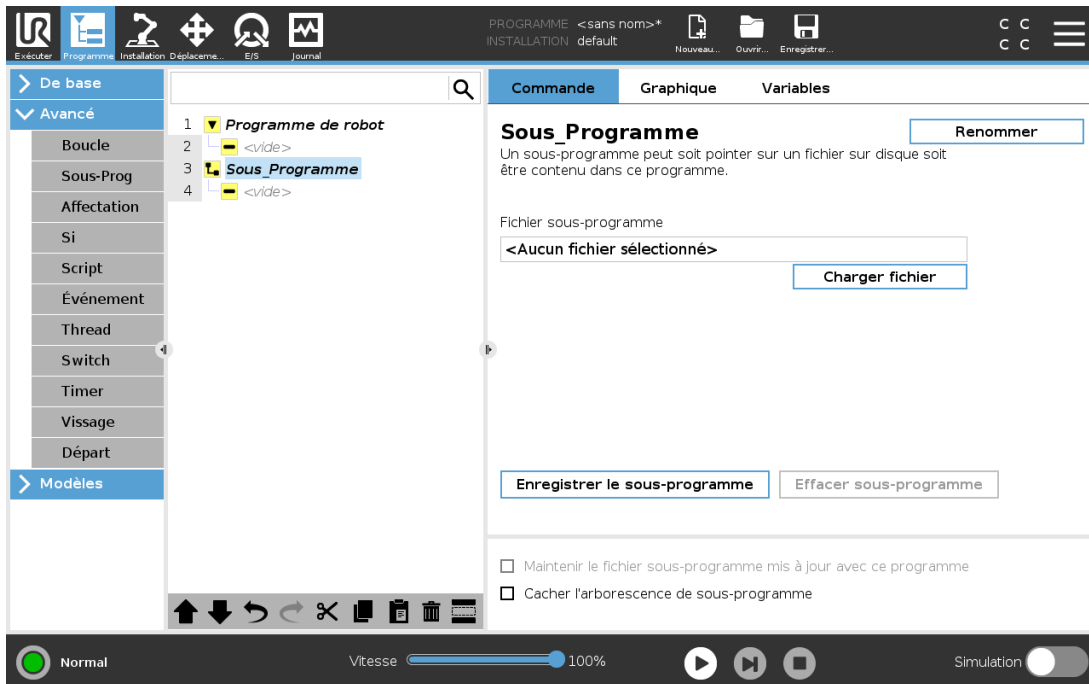 PROGRAMME <sans nom>*
INSTALLATION default
UR
Exécuter
Programme
Installation
Déplaceme...
E/S
Journal
Nouveau...
Ouvrir...
Enregistrer...
C C
C C
De base
Avancé
Boucle
Sous-Prog
Affectation
Si
Script
Événement
Thread
Switch
Timer
Vissage
Départ
Modèles
1 Programme de robot
2 <vide>
3 Sous_Programme
4 <vide>
Commande Graphique Variables
Sous_Programme
Renommer
Un sous-programme peut soit pointer sur un fichier sur disque soit
être contenu dans ce programme.
Fichier sous-programme
<Aucun fichier sélectionné>
Charger fichier
Enregistrer le sous-programme
Effacer sous-programme
Maintenir le fichier sous-programme mis à jour avec ce programme
Cacher l'arborescence de sous-programme
Normal
Vitesse
100%
Simulation